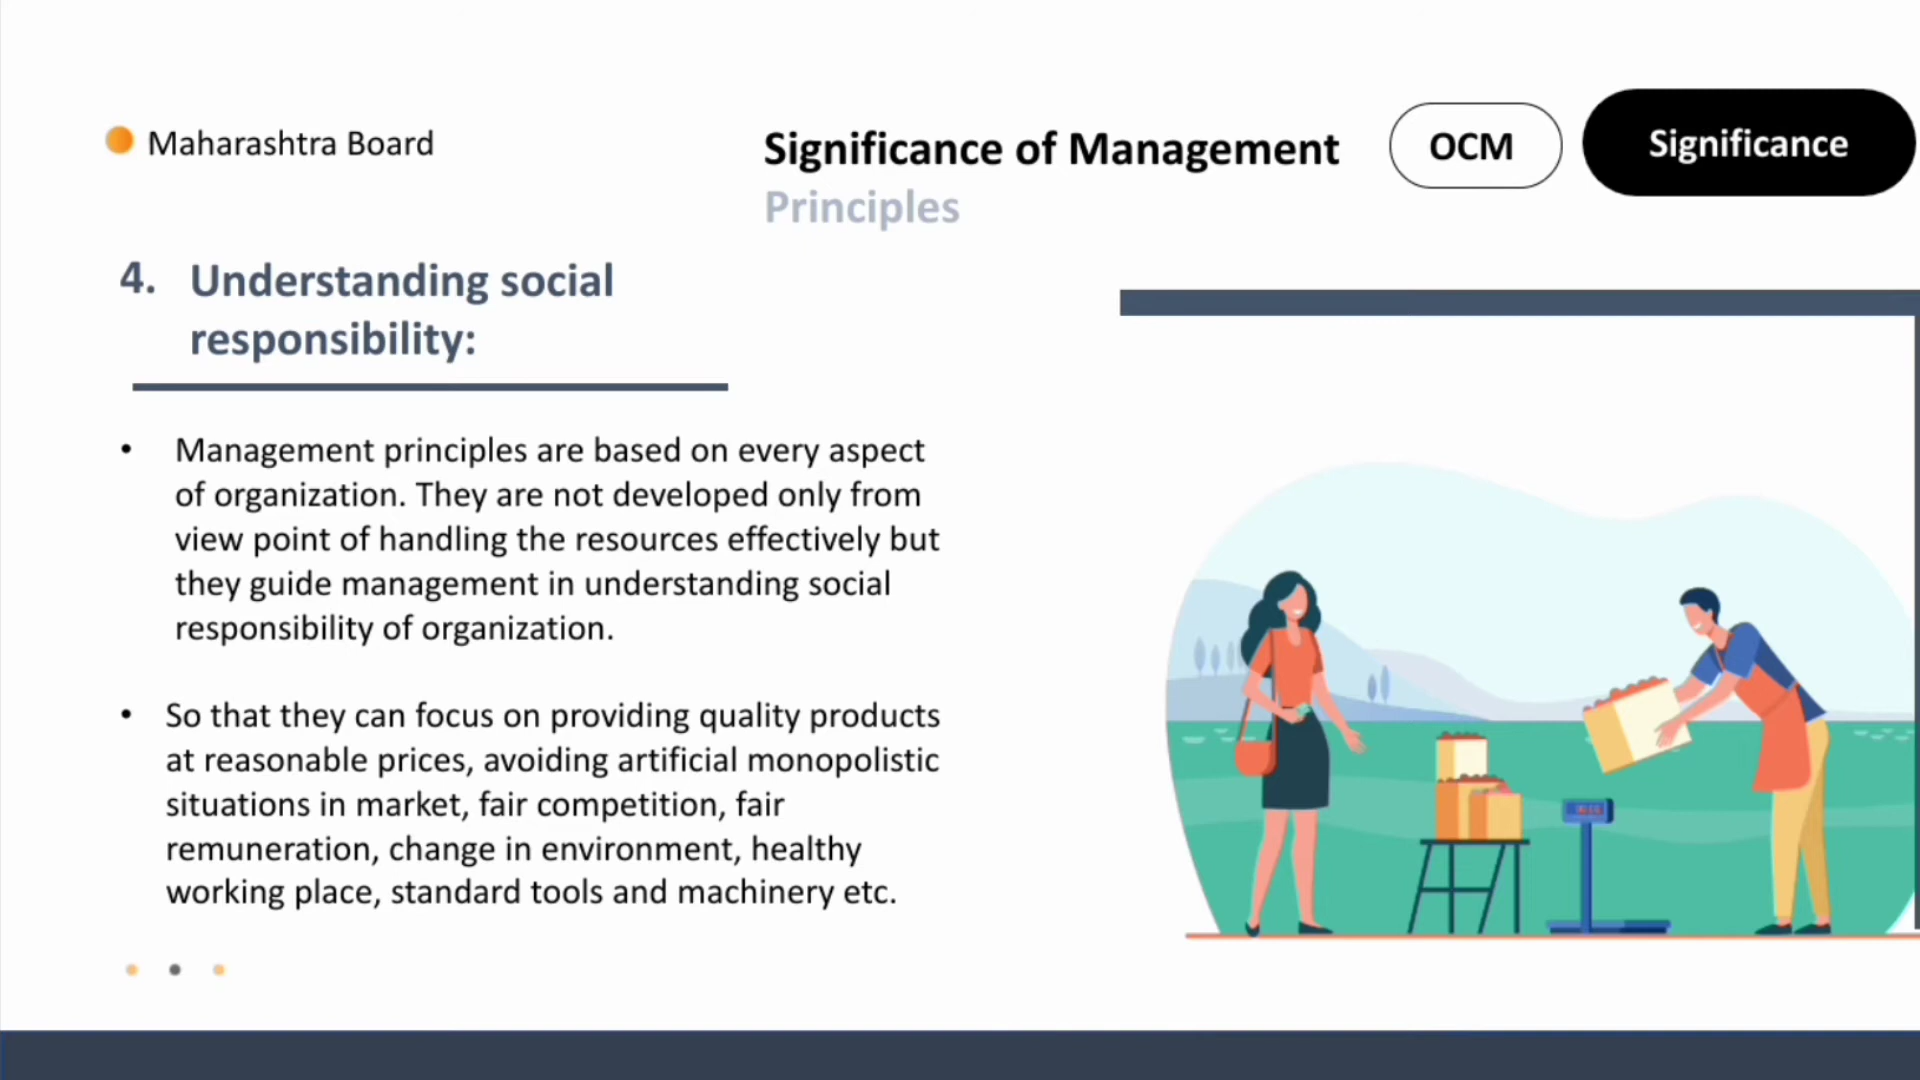 Maharashtra Board
Significance of Management
Principles
OCM
Significance
4. Understanding social
responsibility:
• Management principles are based on every aspect
of organization. They are not developed only from
view point of handling the resources effectively but
they guide management in understanding social
responsibility of organization.
• So that they can focus on providing quality products
at reasonable prices, avoiding artificial monopolistic
situations in market, fair competition, fair
remuneration, change in environment, healthy
working place, standard tools and machinery etc.